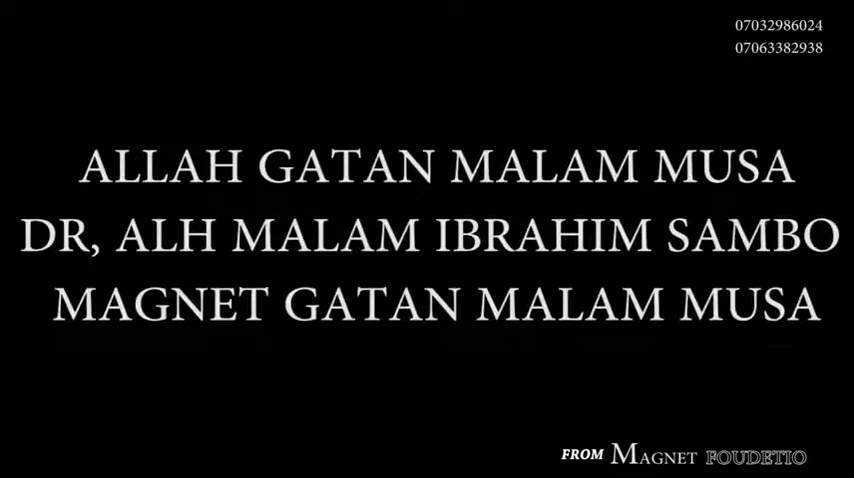 07032986024
07063382938
ALLAH GATAN MALAM MUSA
DR, ALH MALAM IBRAHIM SAMBO
MAGNET GATAN MALAM MUSA
FROM MAGNET FOUDETIO